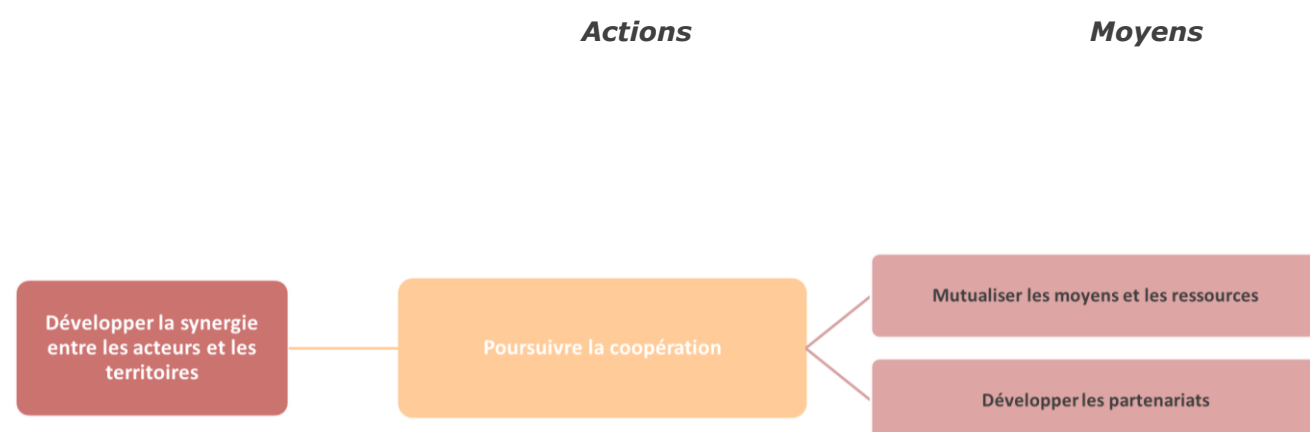 Actions
Moyens
Développer la synergie
entre les acteurs et les
territoires
Poursuivre la coopération
Mutualiser les moyens et les ressources
Développer les partenariats